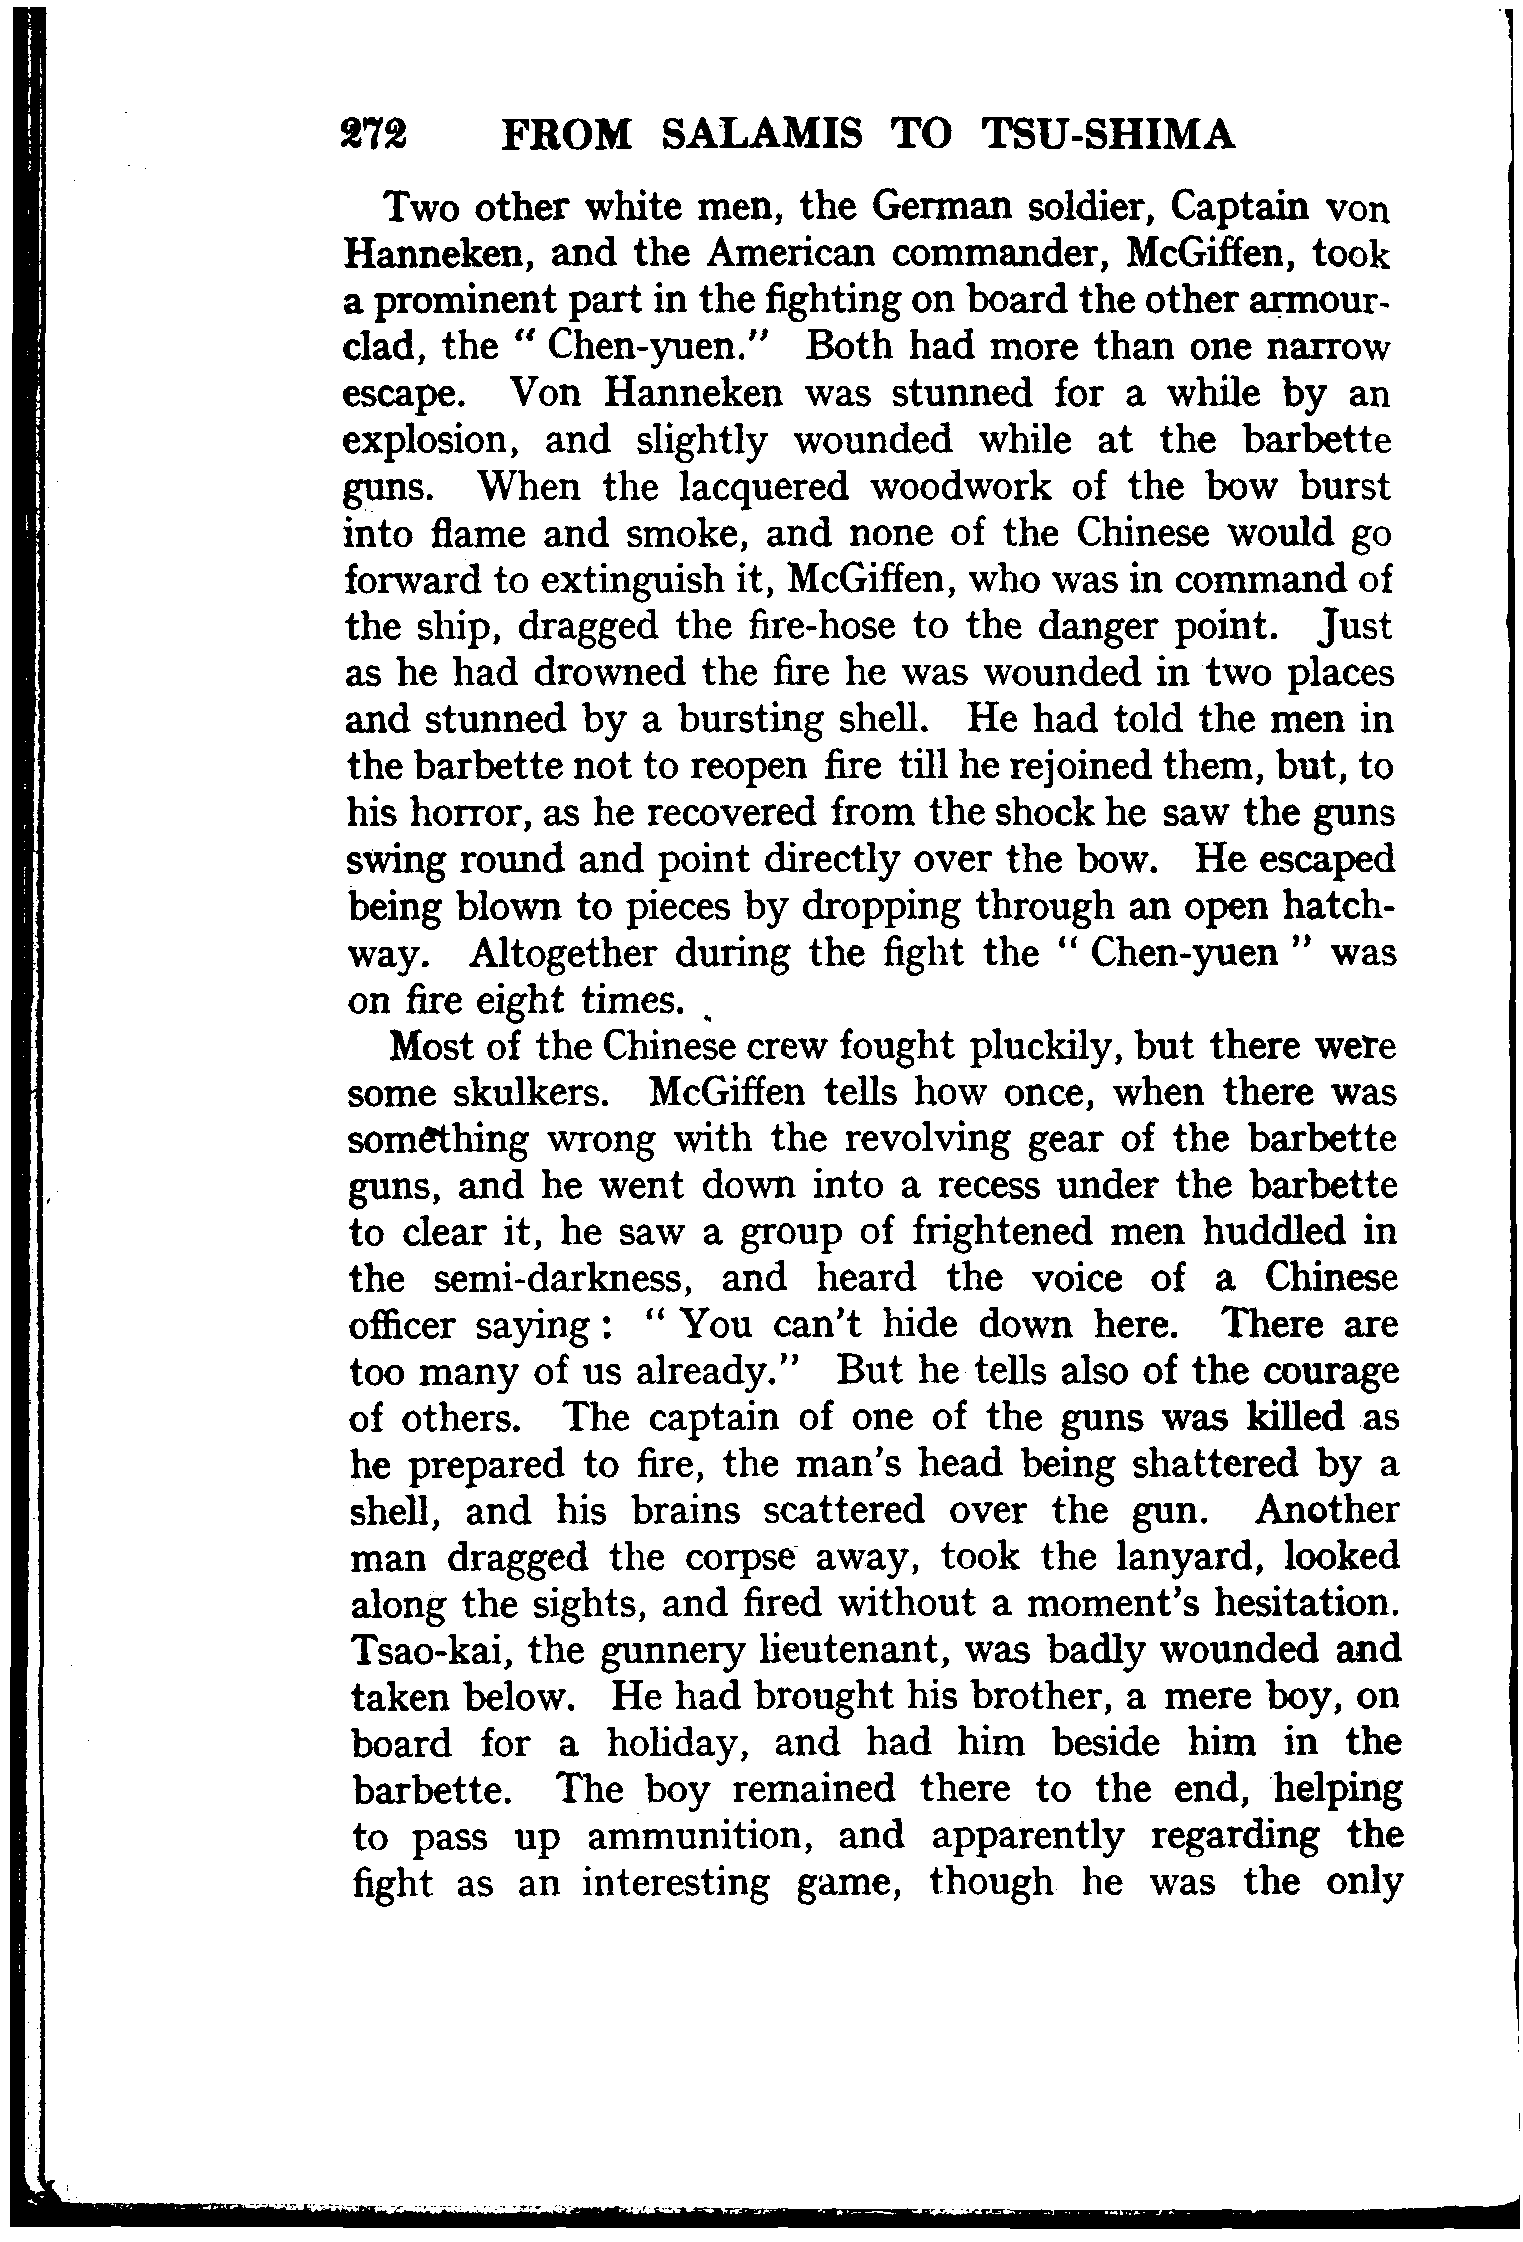 272 FROM SALAMIS TO TSU-SHIMA
Two other white men, the German soldier, Captain von
Hanneken, and the American commander, McGiffen, took
a prominent part in the fighting on board the other armour-
clad, the “ Chen-yuen.” Both had more than one narrow
escape. Von Hanneken was stunned for a while by an
explosion, and slightly wounded while at the barbette
guns. When the lacquered woodwork of the bow burst
into flame and smoke, and none of the Chinese would go
forward to extinguish it, McGiffen, who was in command of
the ship, dragged the fire-hose to the danger point. Just
as he had drowned the fire he was wounded in two places
and stunned by a bursting shell. He had told the men in
the barbette not to reopen fire till he rejoined them, but, to
his horror, as he recovered from the shock he saw the guns
swing round and point directly over the bow. He escaped
being blown to pieces by dropping through an open hatch-
way. Altogether during the fight the “ Chen-yuen ” was
on fire eight times.
Most of the Chinese crew fought pluckily, but there were
some skulkers. McGiffen tells how once, when there was
something wrong with the revolving gear of the barbette
guns, and he went down into a recess under the barbette
to clear it, he saw a group of frightened men huddled in
the semi-darkness, and heard the voice of a Chinese
officer saying : “ You can't hide down here. There are
too many of us already.” But he tells also of the courage
of others. The captain of one of the guns was killed as
he prepared to fire, the man's head being shattered by a
shell, and his brains scattered over the gun. Another
man dragged the corpse away, took the lanyard, looked
along the sights, and fired without a moment's hesitation.
Tsao-kai, the gunnery lieutenant, was badly wounded and
taken below. He had brought his brother, a mere boy, on
board for a holiday, and had him beside him in the
barbette. The boy remained there to the end, helping
to pass up ammunition, and apparently regarding the
fight as an interesting game, though he was the only